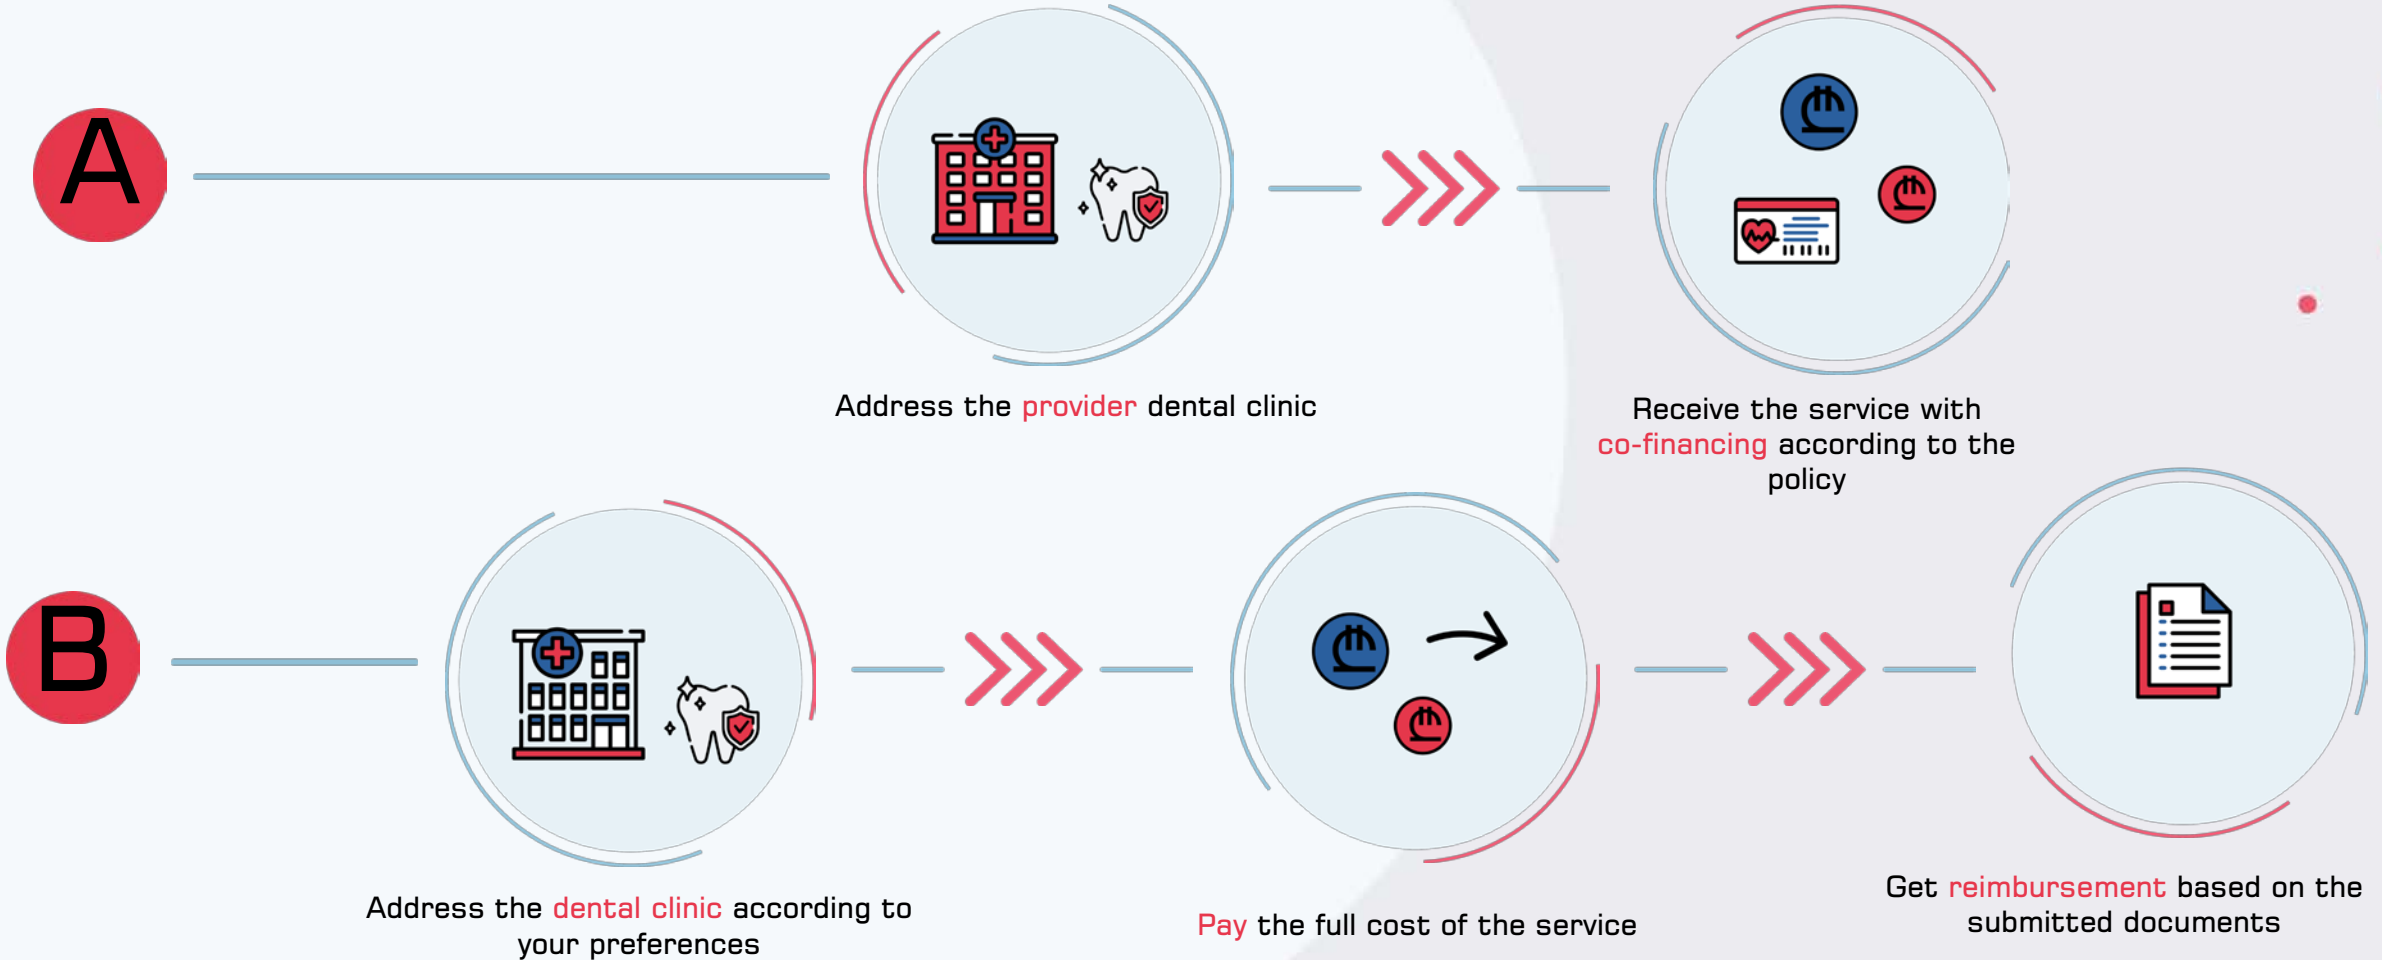 A
Address the provider dental clinic
Receive the service with
co-financing according to the
policy
B
Address the dental clinic according to
your preferences
Pay the full cost of the service
Get reimbursement based on the
submitted documents